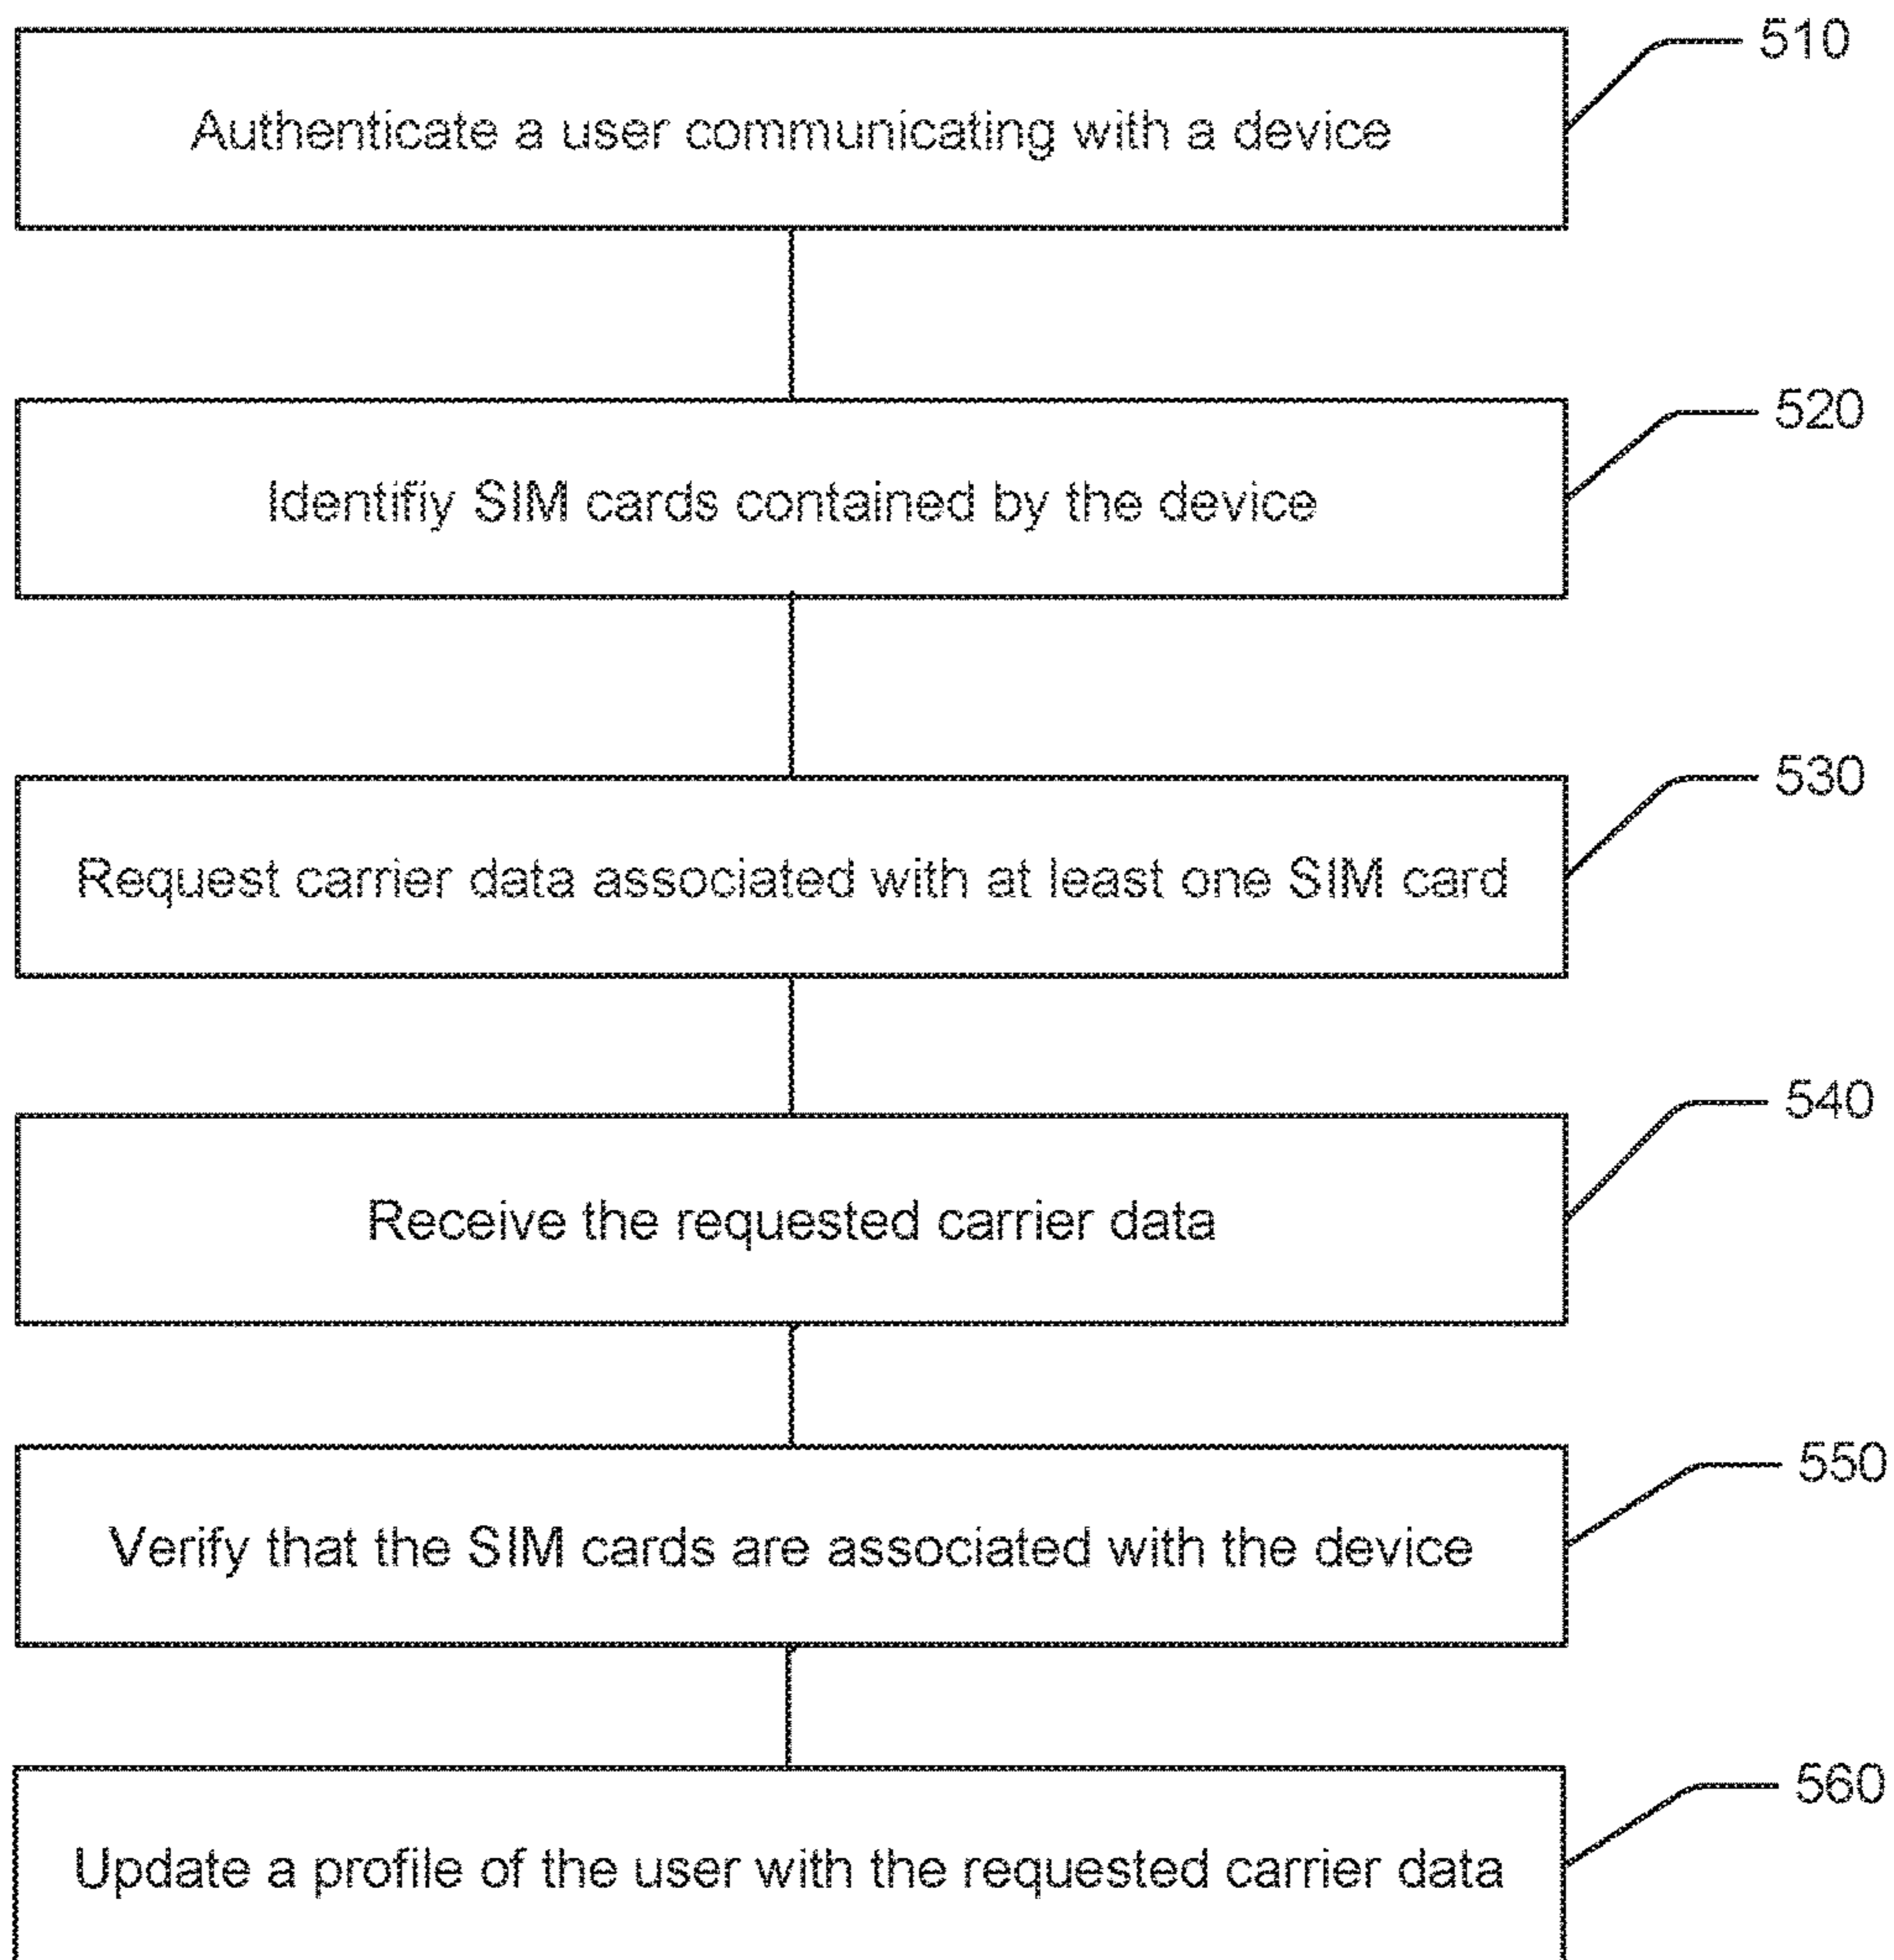 510
Authenticate a user communicating with a device
520
Identifiy SIM cards contained by the device
530
Request carrier data associated with at least one SIM card
540
Receive the requested carrier data
550
Verify that the SIM cards are associated with the device
560
Update a profile of the user with the requested carrier data